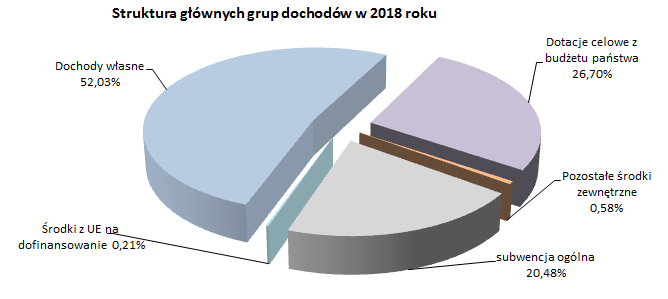 Struktura głównych grup dochodów w 2018 roku
Dochody własne
52,03%
Dotacje celowe z
budżetu państwa
26,70%
Pozostałe środki
zewnętrzne
0,58%
subwencja ogólna
20,48%
Środki z UE na
dofinansowanie 0,21%